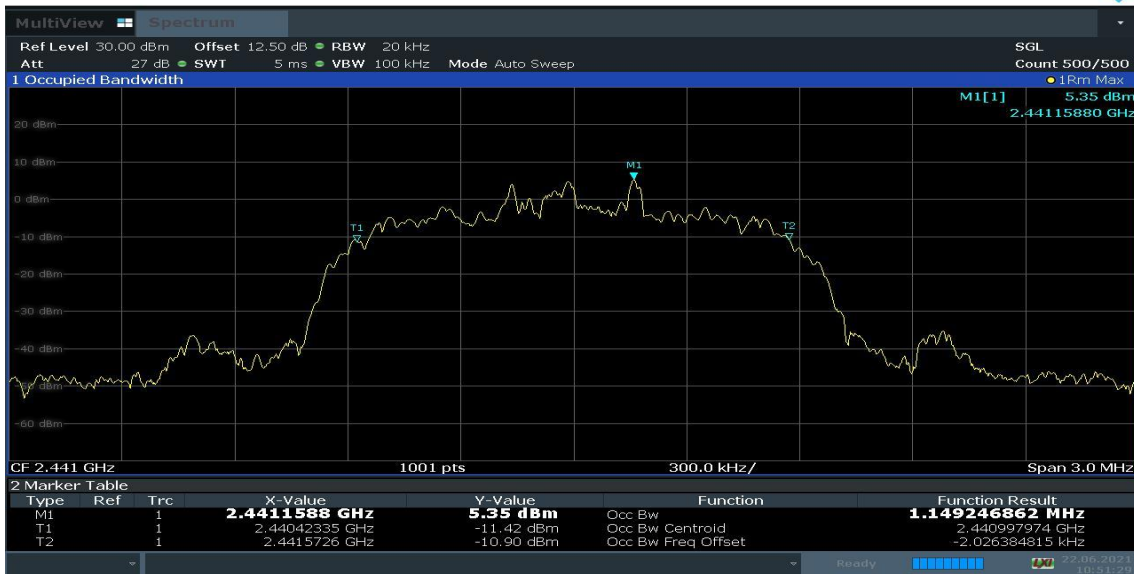 MultiView Spectrum
Ref Level 30.00 dBm Offset 12.50 dB RBW 20 kHz SGL
Att 27 dB SWT 5 ms VBW 100 kHz Mode Auto Sweep Count 500/500
1 Occupied Bandwidth 1Rm Max
M1[1] 5.35 dBm
2.44115880 GHz
20 dBm
10 dBm
M1
0 dBm
T1 T2
-10 dBm
-20 dBm
-30 dBm
-40 dBm
-50 dBm
-60 dBm
CF 2.441 GHz 1001 pts 300.0 kHz/ Span 3.0 MHz
2 Marker Table
Type Ref Trc X-Value Y-Value Function Function Result
M1 1 2.4411588 GHz 5.35 dBm Occ Bw 1.149246862 MHz
T1 1 2.44042335 GHz -11.42 dBm Occ Bw Centroid 2.440997974 GHz
T2 1 2.4415726 GHz -10.90 dBm Occ Bw Freq Offset -2.026384815 kHz
Ready 22.06.2021
10:51:29